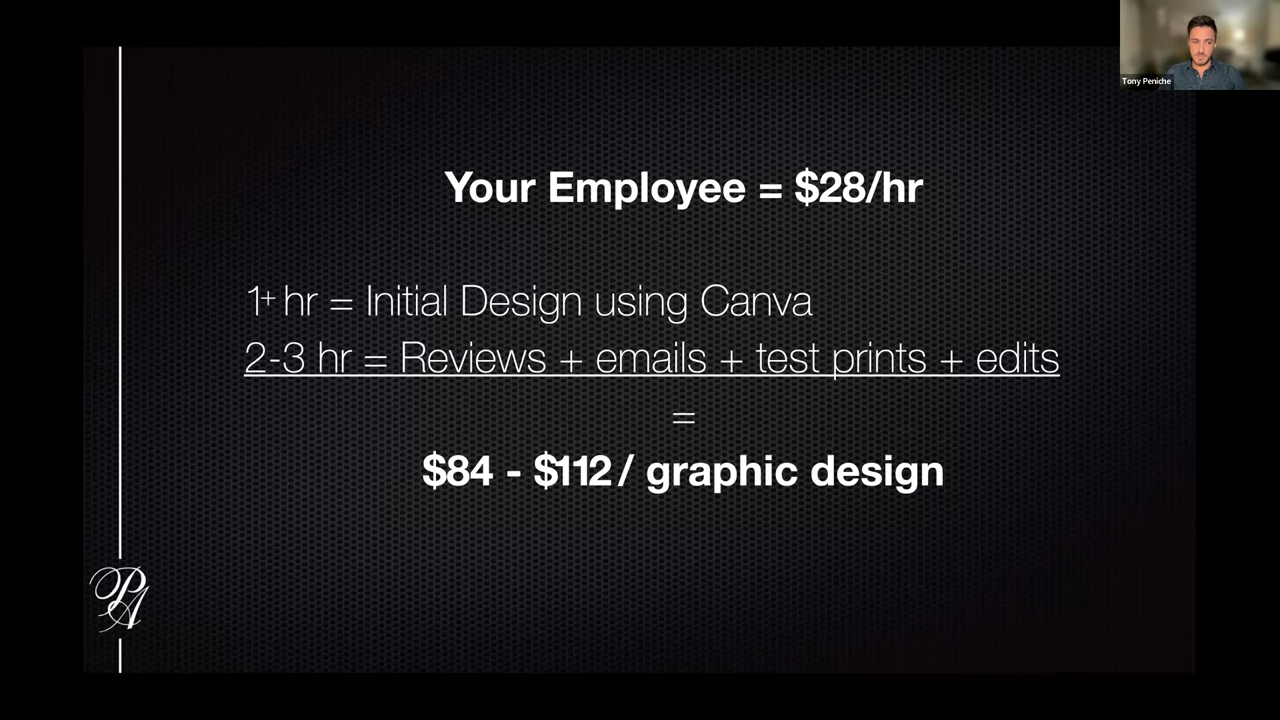 Tony Peniche
Your Employee = $28/hr
1+ hr = Initial Design using Canva
2-3 hr = Reviews + emails + test prints + edits
=
$84 - $112 / graphic design
PA